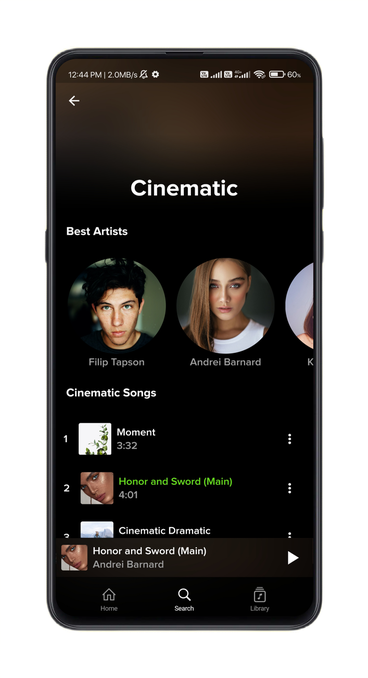 12:44 PM | 2.0MB/s
60%
Cinematic
Best Artists
Filip Tapson
Andrei Barnard
K
Cinematic Songs
1
Moment
3:32
2
Honor and Sword (Main)
4:01
3
Cinematic Dramatic
Honor and Sword (Main)
Andrei Barnard
Home
Search
Library